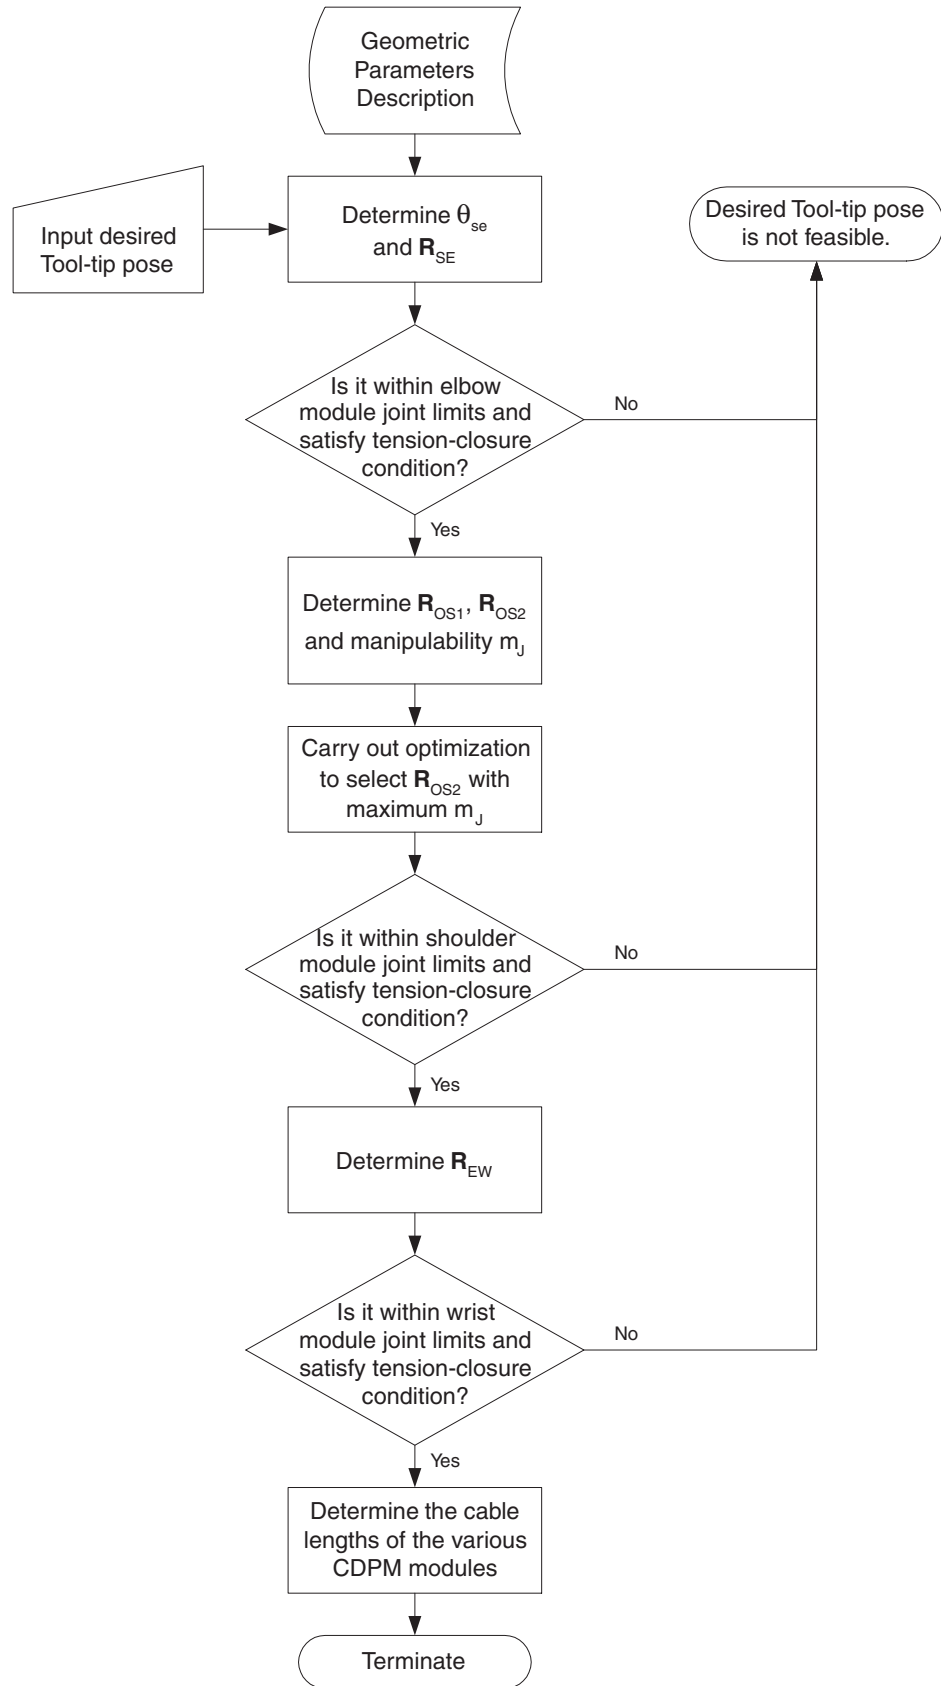 Geometric
Parameters
Description
Input desired
Tool-tip pose
Determine θse
and RSE
Desired Tool-tip pose
is not feasible.
Is it within elbow
module joint limits and
satisfy tension-closure
condition?
No
Yes
Determine ROS1, ROS2
and manipulability mJ
Carry out optimization
to select ROS2 with
maximum mJ
Is it within shoulder
module joint limits and
satisfy tension-closure
condition?
No
Yes
Determine REW
Is it within wrist
module joint limits and
satisfy tension-closure
condition?
No
Yes
Determine the cable
lengths of the various
CDPM modules
Terminate